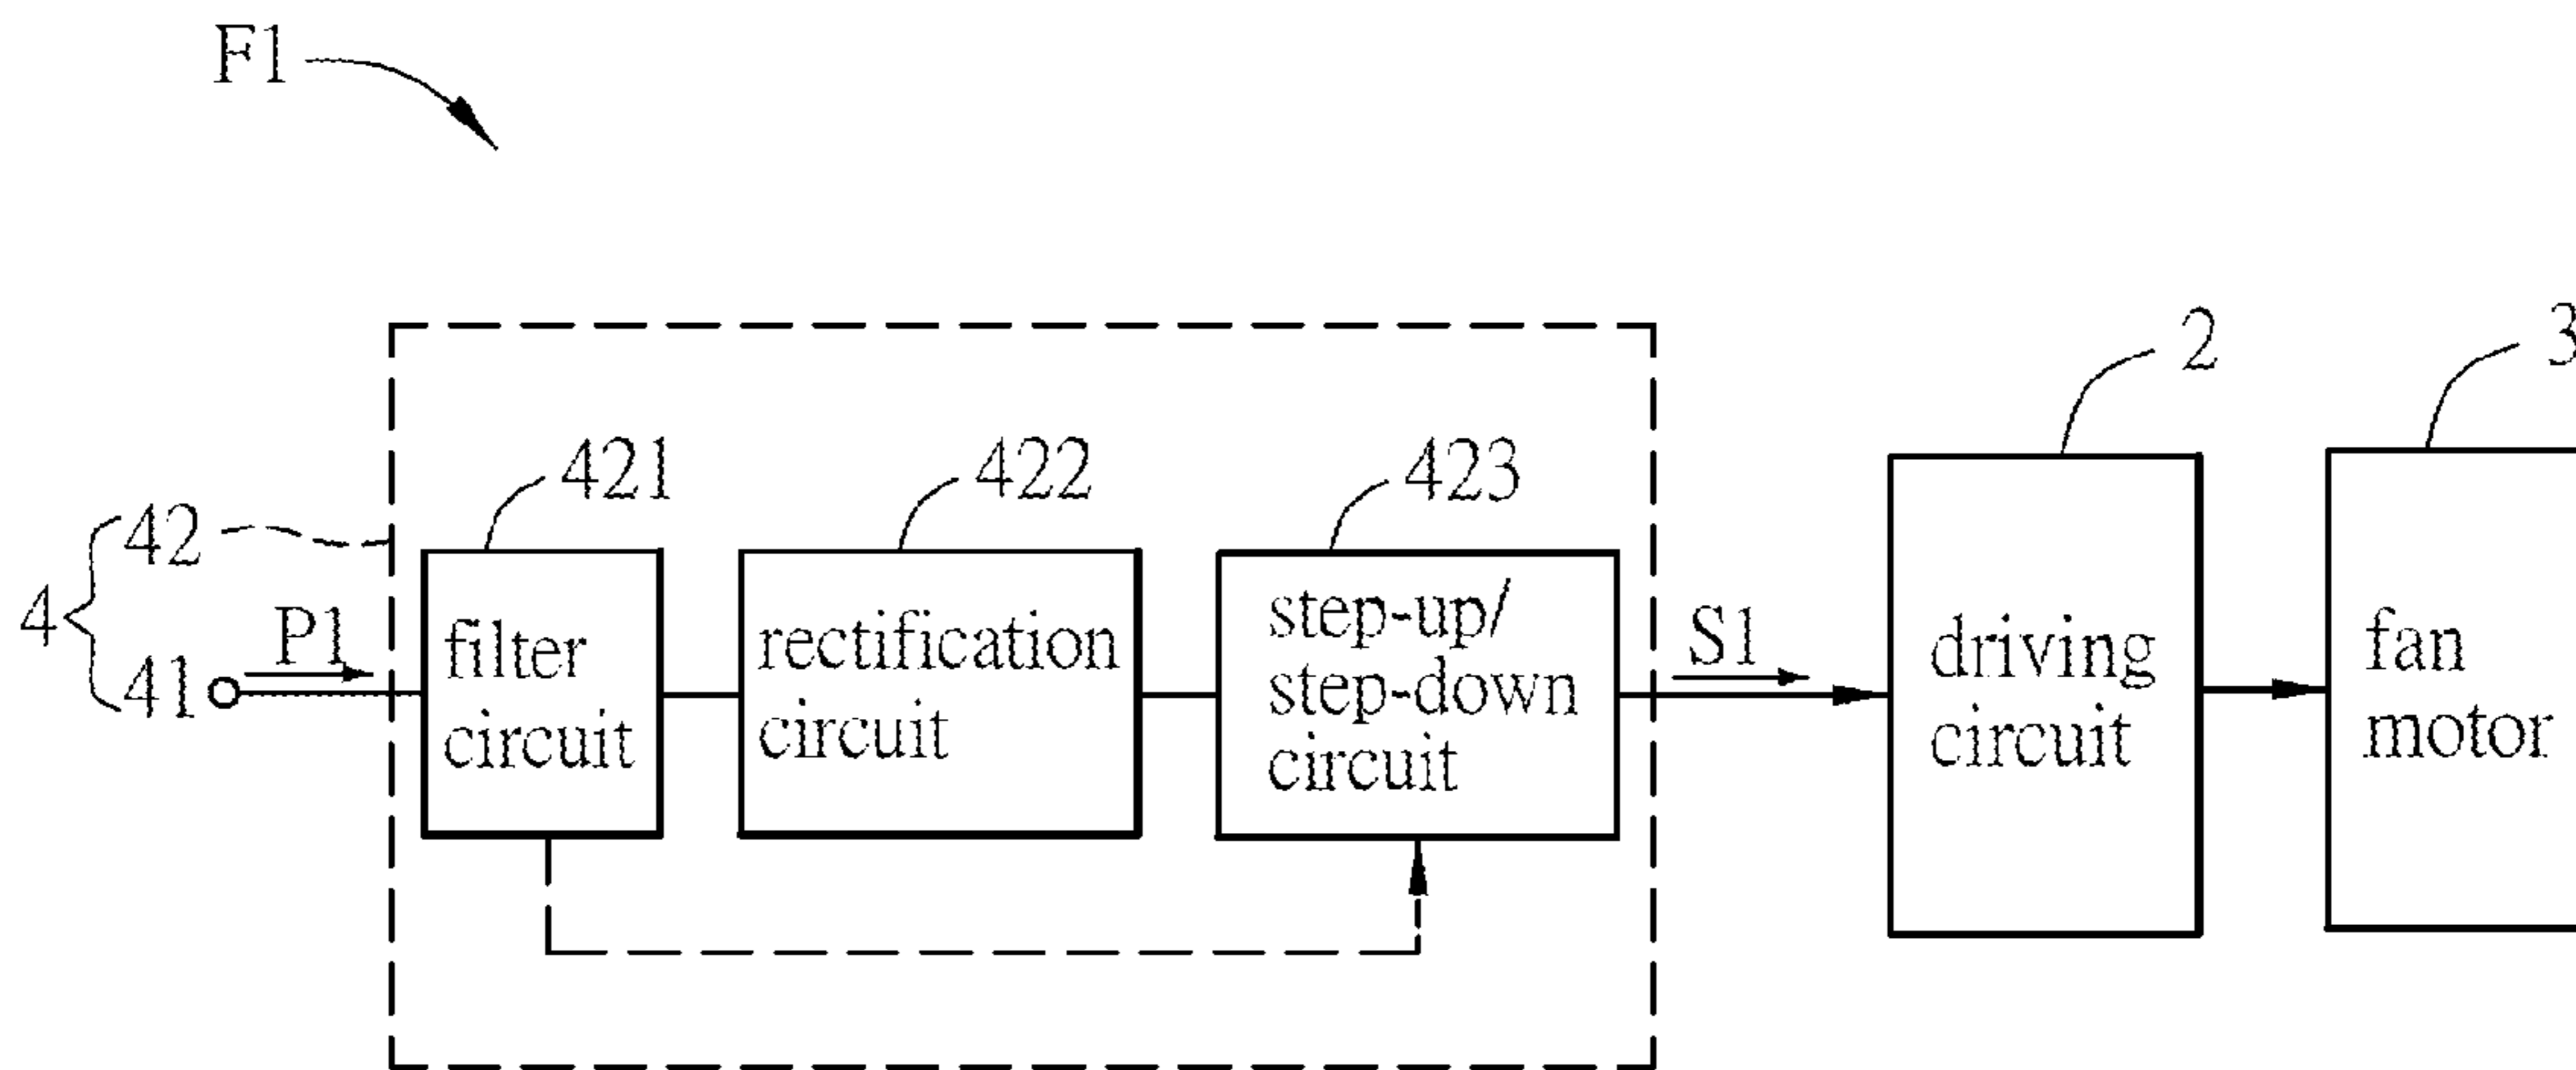 F1
2
3
421
422
423
42
4
41
P1
filter
circuit
rectification
circuit
step-up/
step-down
circuit
S1
driving
circuit
fan
motor